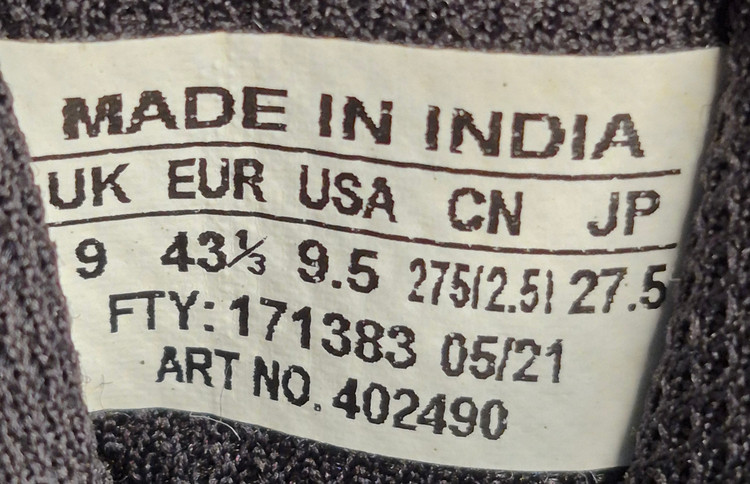 MADE IN INDIA
UK EUR USA CN JP
9 43⅓ 9.5 275(2.5) 27.5
FTY: 171383 05/21
ART NO. 402490